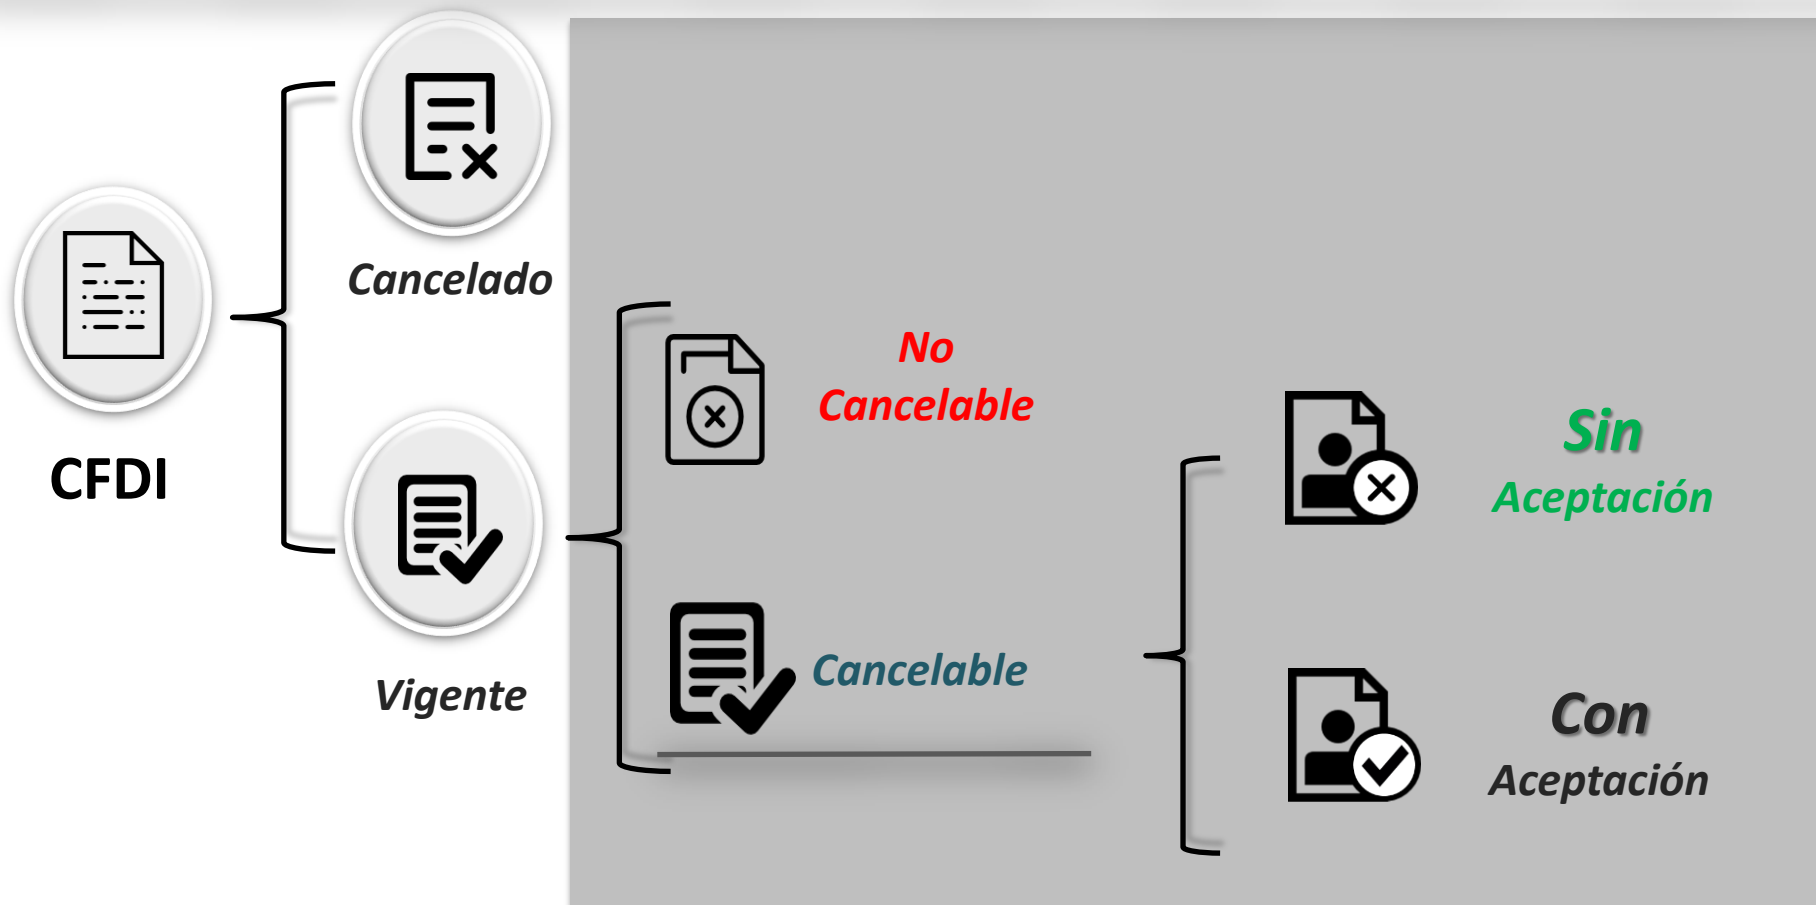 CFDI
Cancelado
Vigente
No
Cancelable
Cancelable
Sin
Aceptación
Con
Aceptación